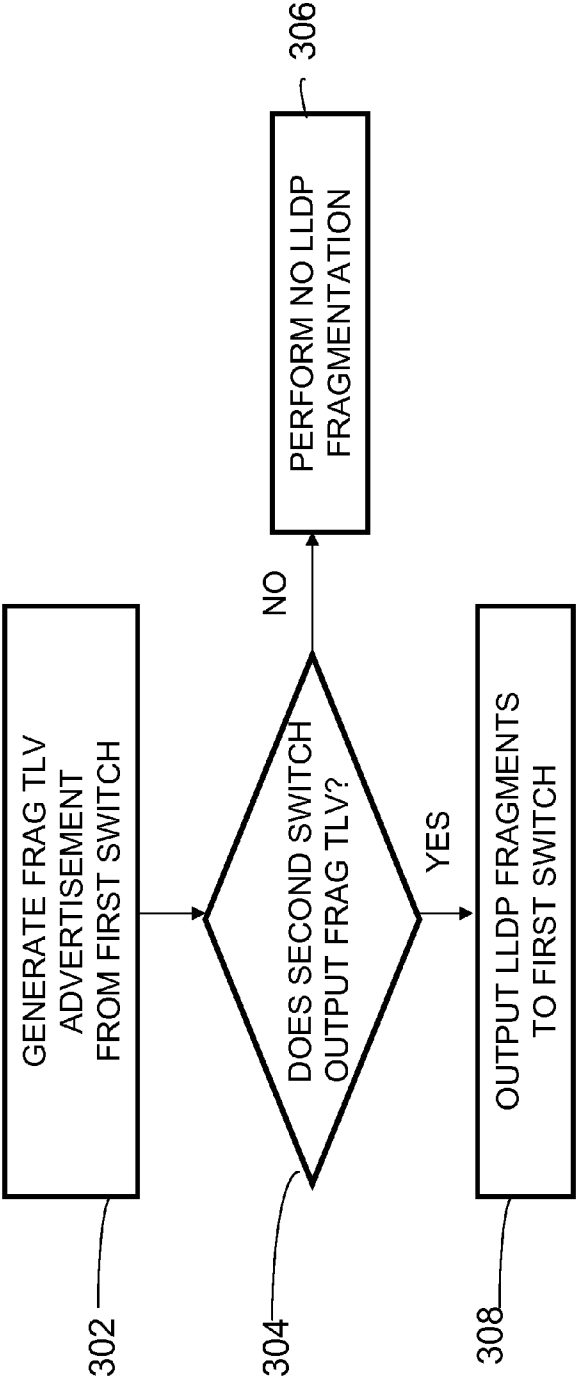 302
GENERATE FRAG TLV
ADVERTISEMENT
FROM FIRST SWITCH
304
DOES SECOND SWITCH
OUTPUT FRAG TLV?
NO
306
PERFORM NO LLDP
FRAGMENTATION
YES
308
OUTPUT LLDP FRAGMENTS
TO FIRST SWITCH